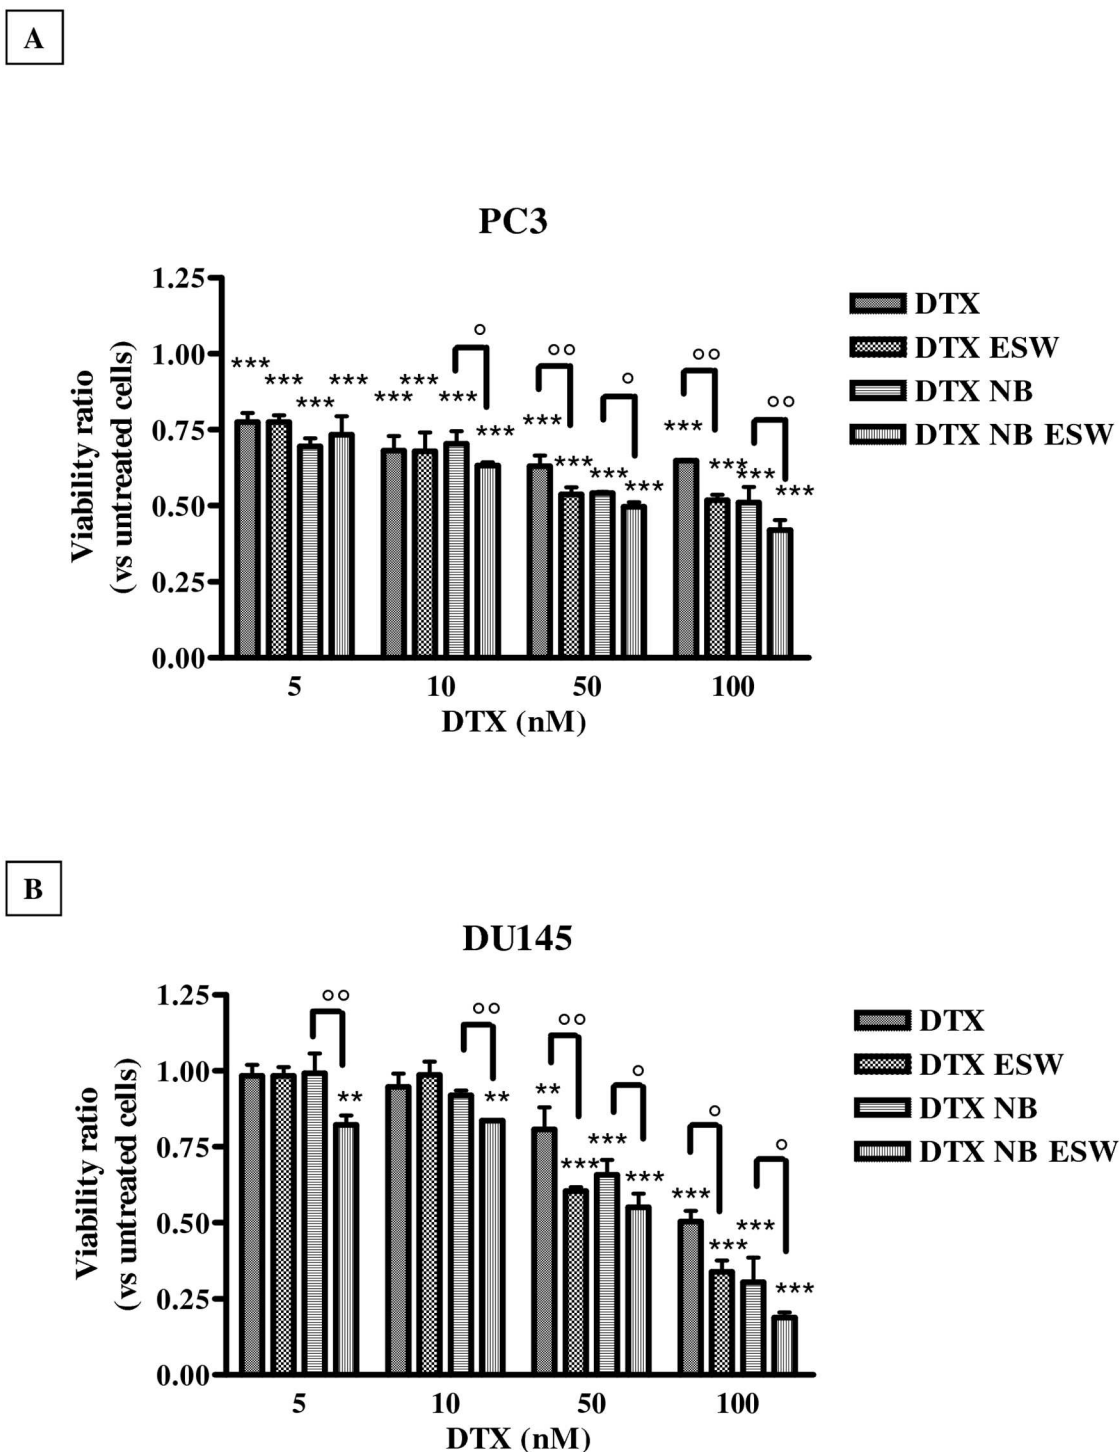 A
PC3
Viability ratio
(vs untreated cells)
1.25
1.00
0.75
0.50
0.25
0.00
*** *** *** ***
*** *** *** ***
*** *** *** ***
*** *** *** ***
° °° ° °° °°
5 10 50 100
DTX (nM)
DTX
DTX ESW
DTX NB
DTX NB ESW
B
DU145
Viability ratio
(vs untreated cells)
1.25
1.00
0.75
0.50
0.25
0.00
** **
** *** *** ***
*** *** *** ***
°° °° °° ° ° °
5 10 50 100
DTX (nM)
DTX
DTX ESW
DTX NB
DTX NB ESW